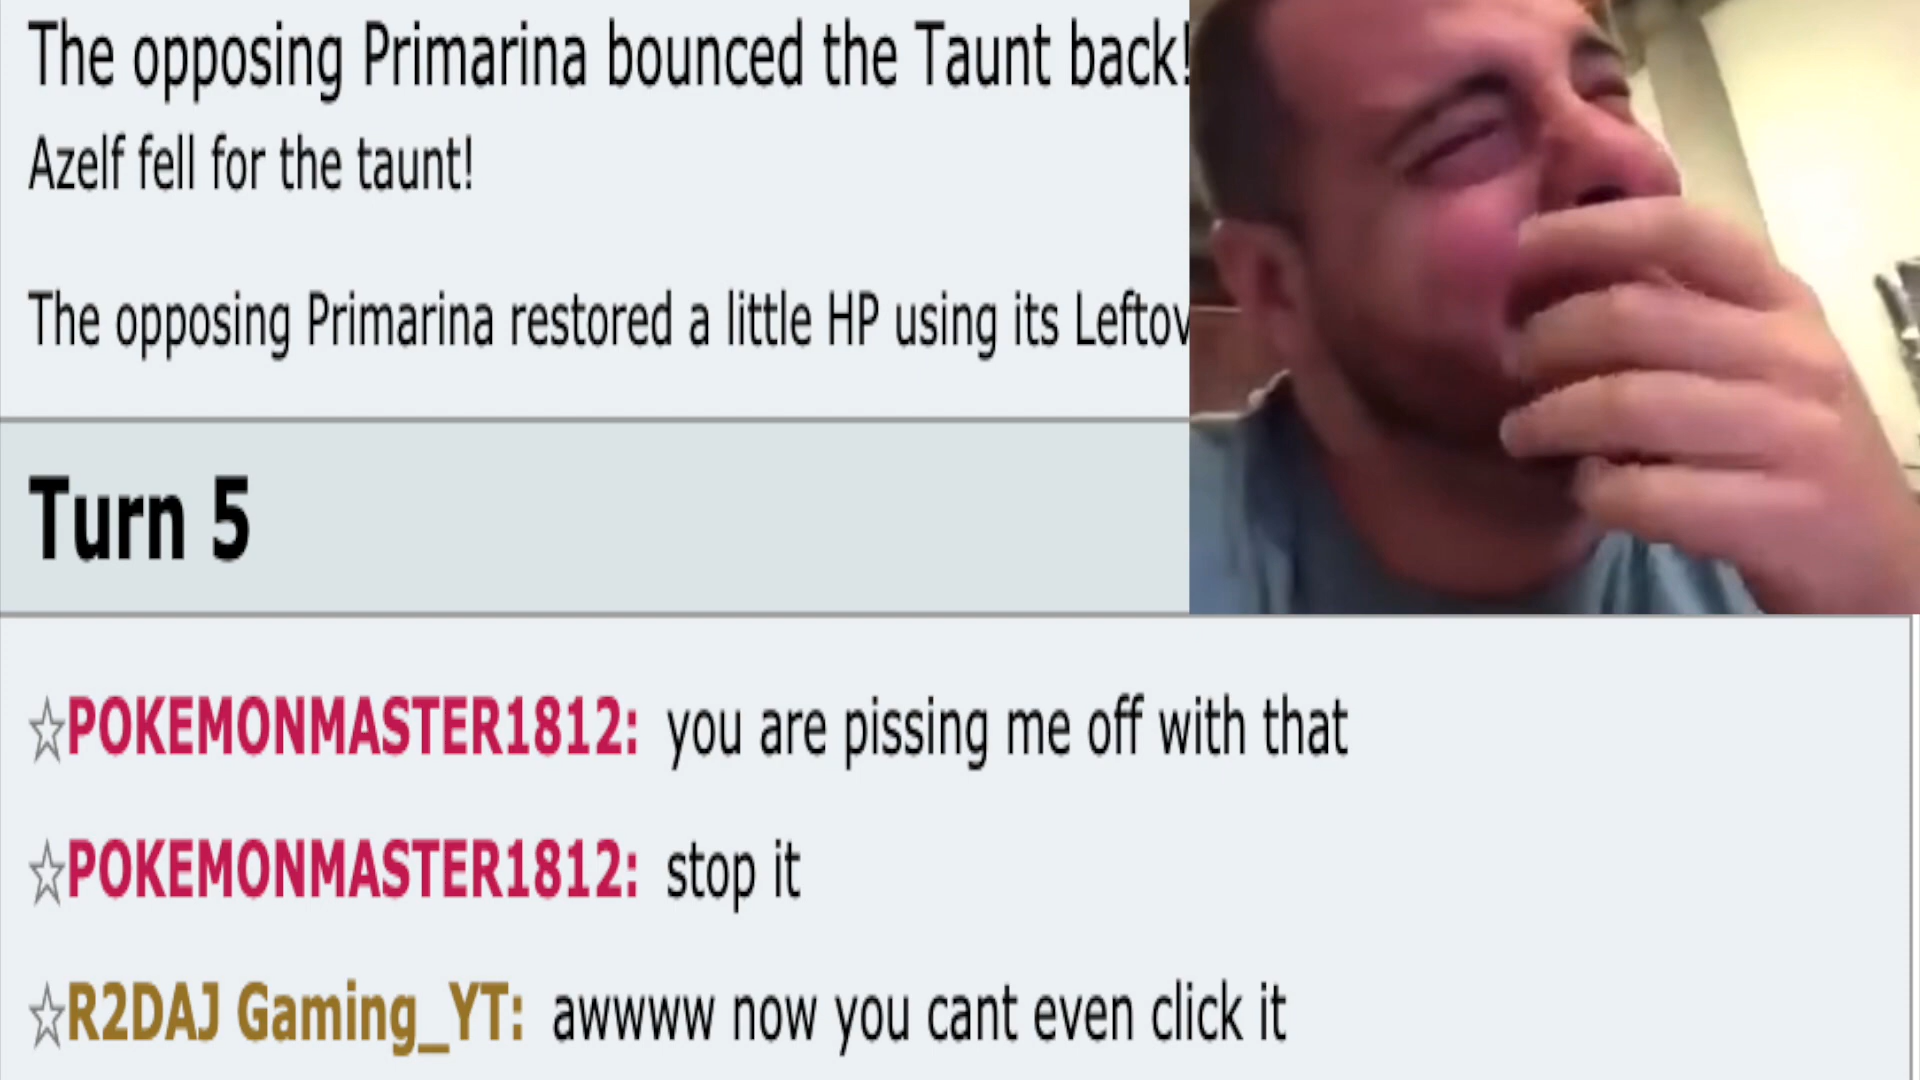 The opposing Primarina bounced the Taunt back!
Azelf fell for the taunt!
The opposing Primarina restored a little HP using its Leftov
Turn 5
☆POKEMONMASTER1812: you are pissing me off with that
☆POKEMONMASTER1812: stop it
☆R2DAJ Gaming_YT: awwww now you cant even click it